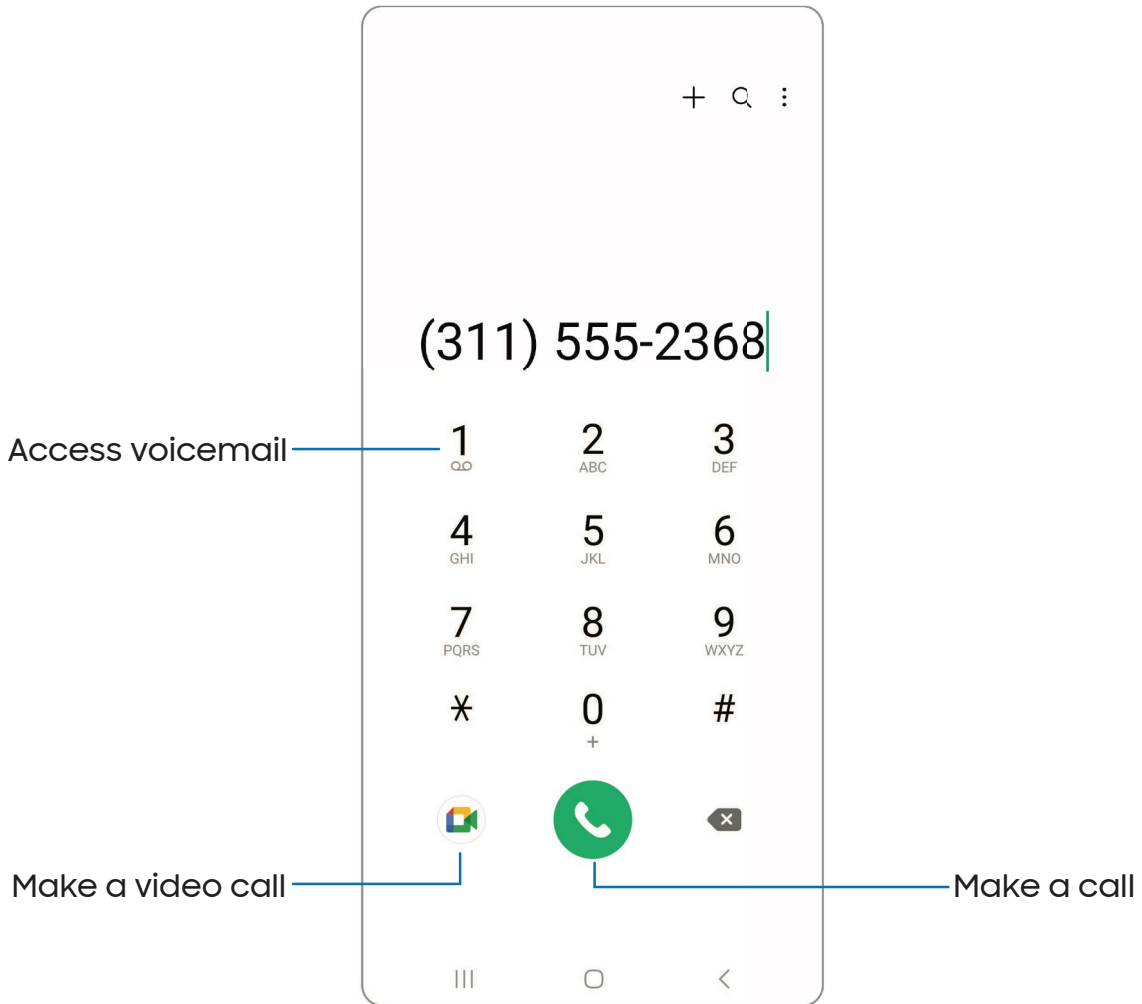 (311) 555-2368
Access voicemail
1 2 3
ABC DEF
4 5 6
GHI JKL MNO
7 8 9
PQRS TUV WXYZ
* 0 #
+
Make a video call
Make a call